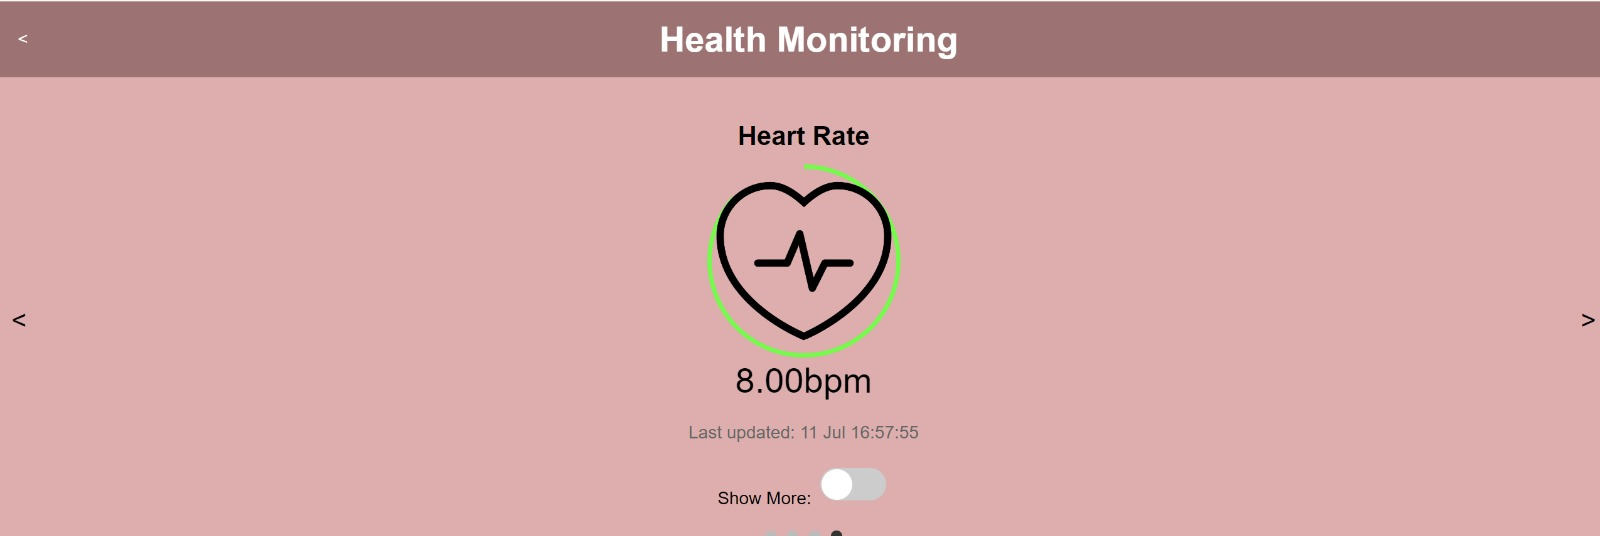 <
Health Monitoring
Heart Rate
<
>
8.00bpm
Last updated: 11 Jul 16:57:55
Show More: